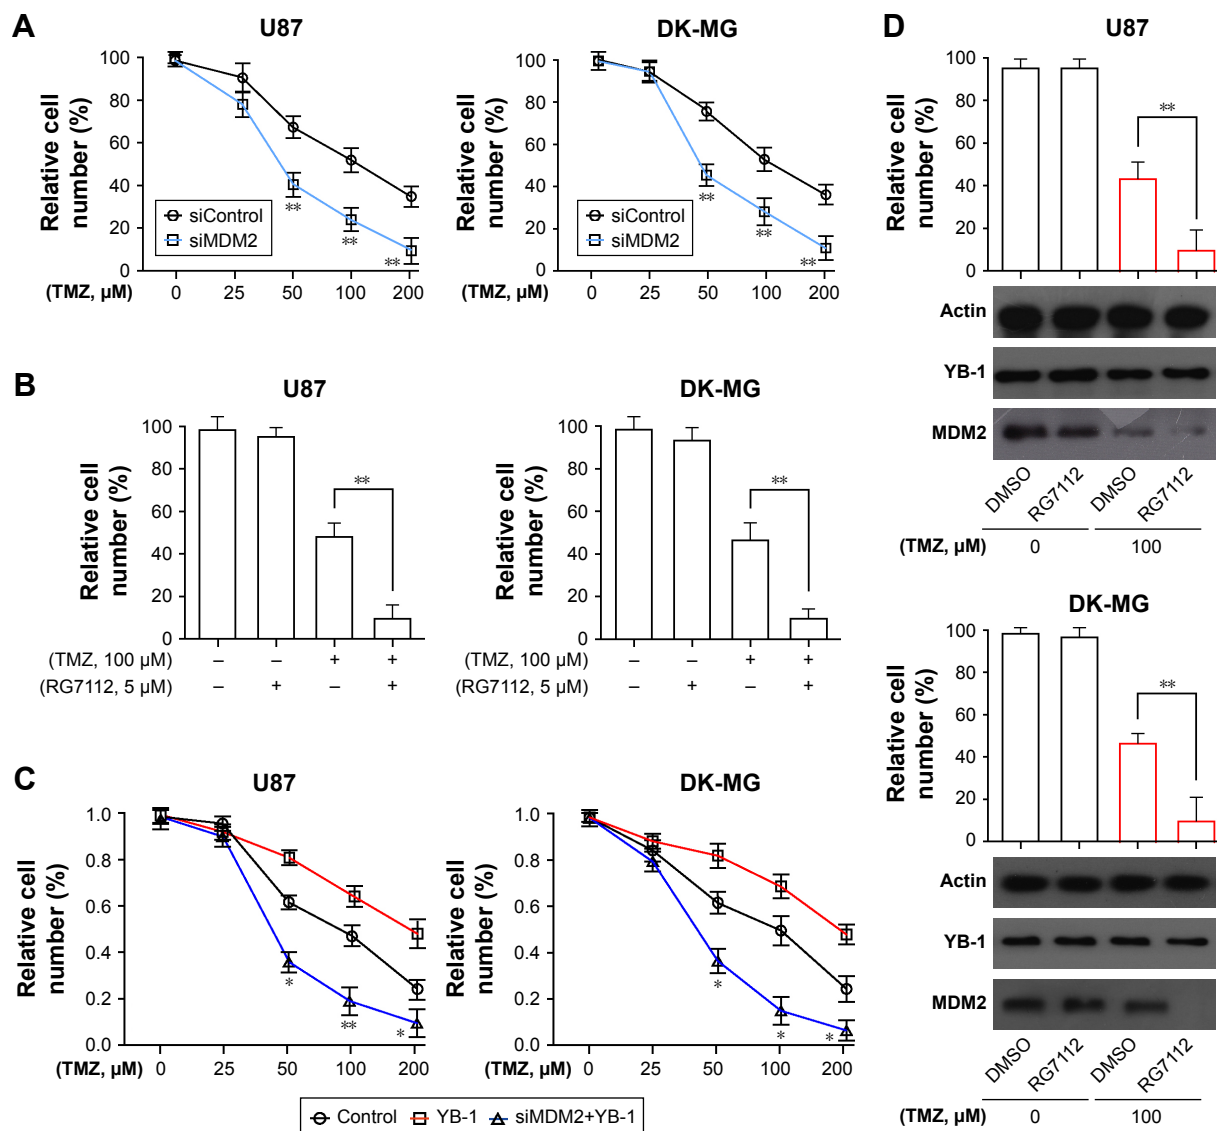 A
U87
Relative cell
number (%)
100
80
60
40
20
0
siControl
siMDM2
**
**
**
(TMZ, µM)
0
25
50
100
200
DK-MG
Relative cell
number (%)
100
80
60
40
20
0
siControl
siMDM2
**
**
**
(TMZ, µM)
0
25
50
100
200
B
U87
Relative cell
number (%)
100
80
60
40
20
0
**
(TMZ, 100 µM) – – + +
(RG7112, 5 µM) – + – +
DK-MG
Relative cell
number (%)
100
80
60
40
20
0
**
(TMZ, 100 µM) – – + +
(RG7112, 5 µM) – + – +
C
U87
Relative cell
number (%)
1.0
0.8
0.6
0.4
0.2
0.0
*
**
*
(TMZ, µM) 0 25 50 100 200
DK-MG
Relative cell
number (%)
1.0
0.8
0.6
0.4
0.2
0.0
*
*
*
(TMZ, µM) 0 25 50 100 200
Control YB-1 siMDM2+YB-1
D
U87
Relative cell
number (%)
100
80
60
40
20
0
**
Actin
YB-1
MDM2
DMSO
RG7112
DMSO
RG7112
(TMZ, µM) 0 100
DK-MG
Relative cell
number (%)
100
80
60
40
20
0
**
Actin
YB-1
MDM2
DMSO
RG7112
DMSO
RG7112
(TMZ, µM) 0 100